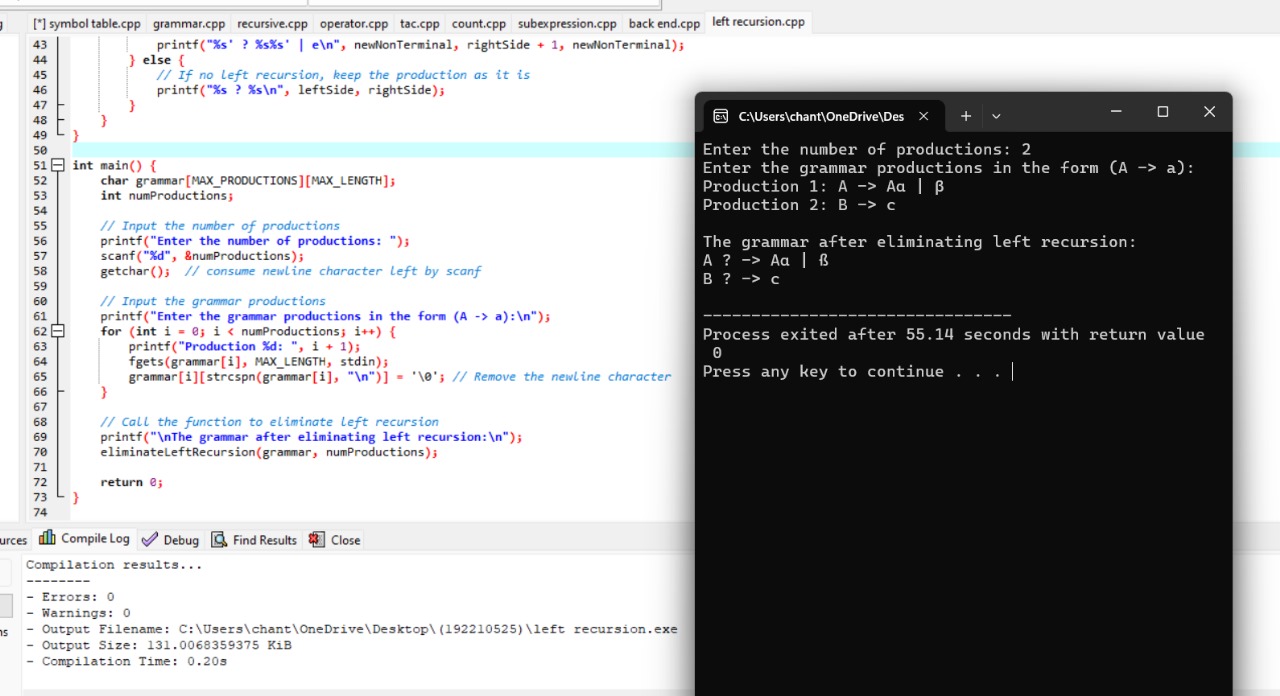 [*] symbol table.cpp grammar.cpp recursive.cpp operator.cpp tac.cpp count.cpp subexpression.cpp back end.cpp left recursion.cpp
43 printf("%s' ? %s%s' | e\n", newNonTerminal, rightSide + 1, newNonTerminal);
44 } else {
45 // If no left recursion, keep the production as it is
46 printf("%s ? %s\n", leftSide, rightSide);
47 }
48 }
49 }
50
51 int main() {
52 char grammar[MAX_PRODUCTIONS][MAX_LENGTH];
53 int numProductions;
54
55 // Input the number of productions
56 printf("Enter the number of productions: ");
57 scanf("%d", &numProductions);
58 getchar(); // consume newline character left by scanf
59
60 // Input the grammar productions
61 printf("Enter the grammar productions in the form (A -> a):\n");
62 for (int i = 0; i < numProductions; i++) {
63 printf("Production %d: ", i + 1);
64 fgets(grammar[i], MAX_LENGTH, stdin);
65 grammar[i][strcspn(grammar[i], "\n")] = '\0'; // Remove the newline character
66 }
67
68 // Call the function to eliminate left recursion
69 printf("\nThe grammar after eliminating left recursion:\n");
70 eliminateLeftRecursion(grammar, numProductions);
71
72 return 0;
73 }
74
urces Compile Log Debug Find Results Close
Compilation results...
--------
- Errors: 0
- Warnings: 0
- Output Filename: C:\Users\chant\OneDrive\Desktop\(192210525)\left recursion.exe
- Output Size: 131.0068359375 KiB
- Compilation Time: 0.20s
C:\Users\chant\OneDrive\Des
Enter the number of productions: 2
Enter the grammar productions in the form (A -> a):
Production 1: A -> Aα | β
Production 2: B -> c
The grammar after eliminating left recursion:
A ? -> Aɑ | ß
B ? -> c
--------------------------------
Process exited after 55.14 seconds with return value
0
Press any key to continue . . .